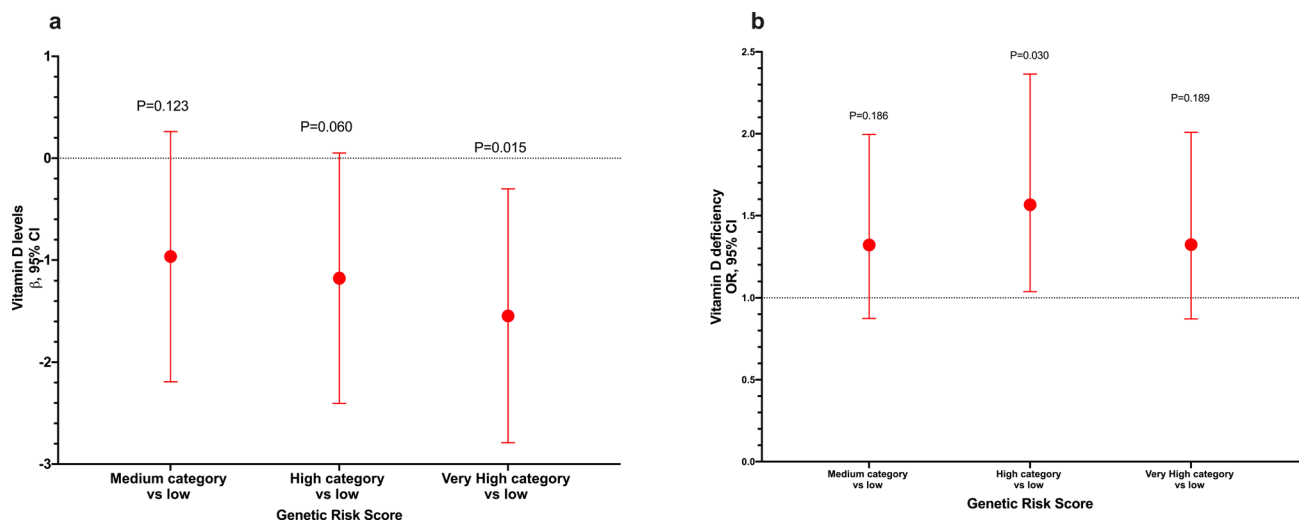 a
1
0
-1
-2
-3
Vitamin D levels
β, 95% CI
P=0.123
P=0.060
P=0.015
Medium category
vs low
High category
vs low
Very High category
vs low
Genetic Risk Score
b
2.5
2.0
1.5
1.0
0.5
0.0
Vitamin D deficiency
OR, 95% CI
P=0.186
P=0.030
P=0.189
Medium category
vs low
High category
vs low
Very High category
vs low
Genetic Risk Score